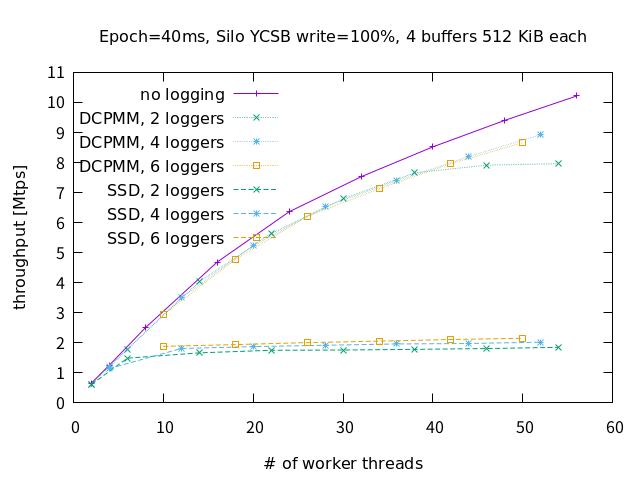 Epoch=40ms, Silo YCSB write=100%, 4 buffers 512 KiB each
throughput [Mtps]
11
10
9
8
7
6
5
4
3
2
1
0
no logging
DCPMM, 2 loggers
DCPMM, 4 loggers
DCPMM, 6 loggers
SSD, 2 loggers
SSD, 4 loggers
SSD, 6 loggers
0 10 20 30 40 50 60
# of worker threads